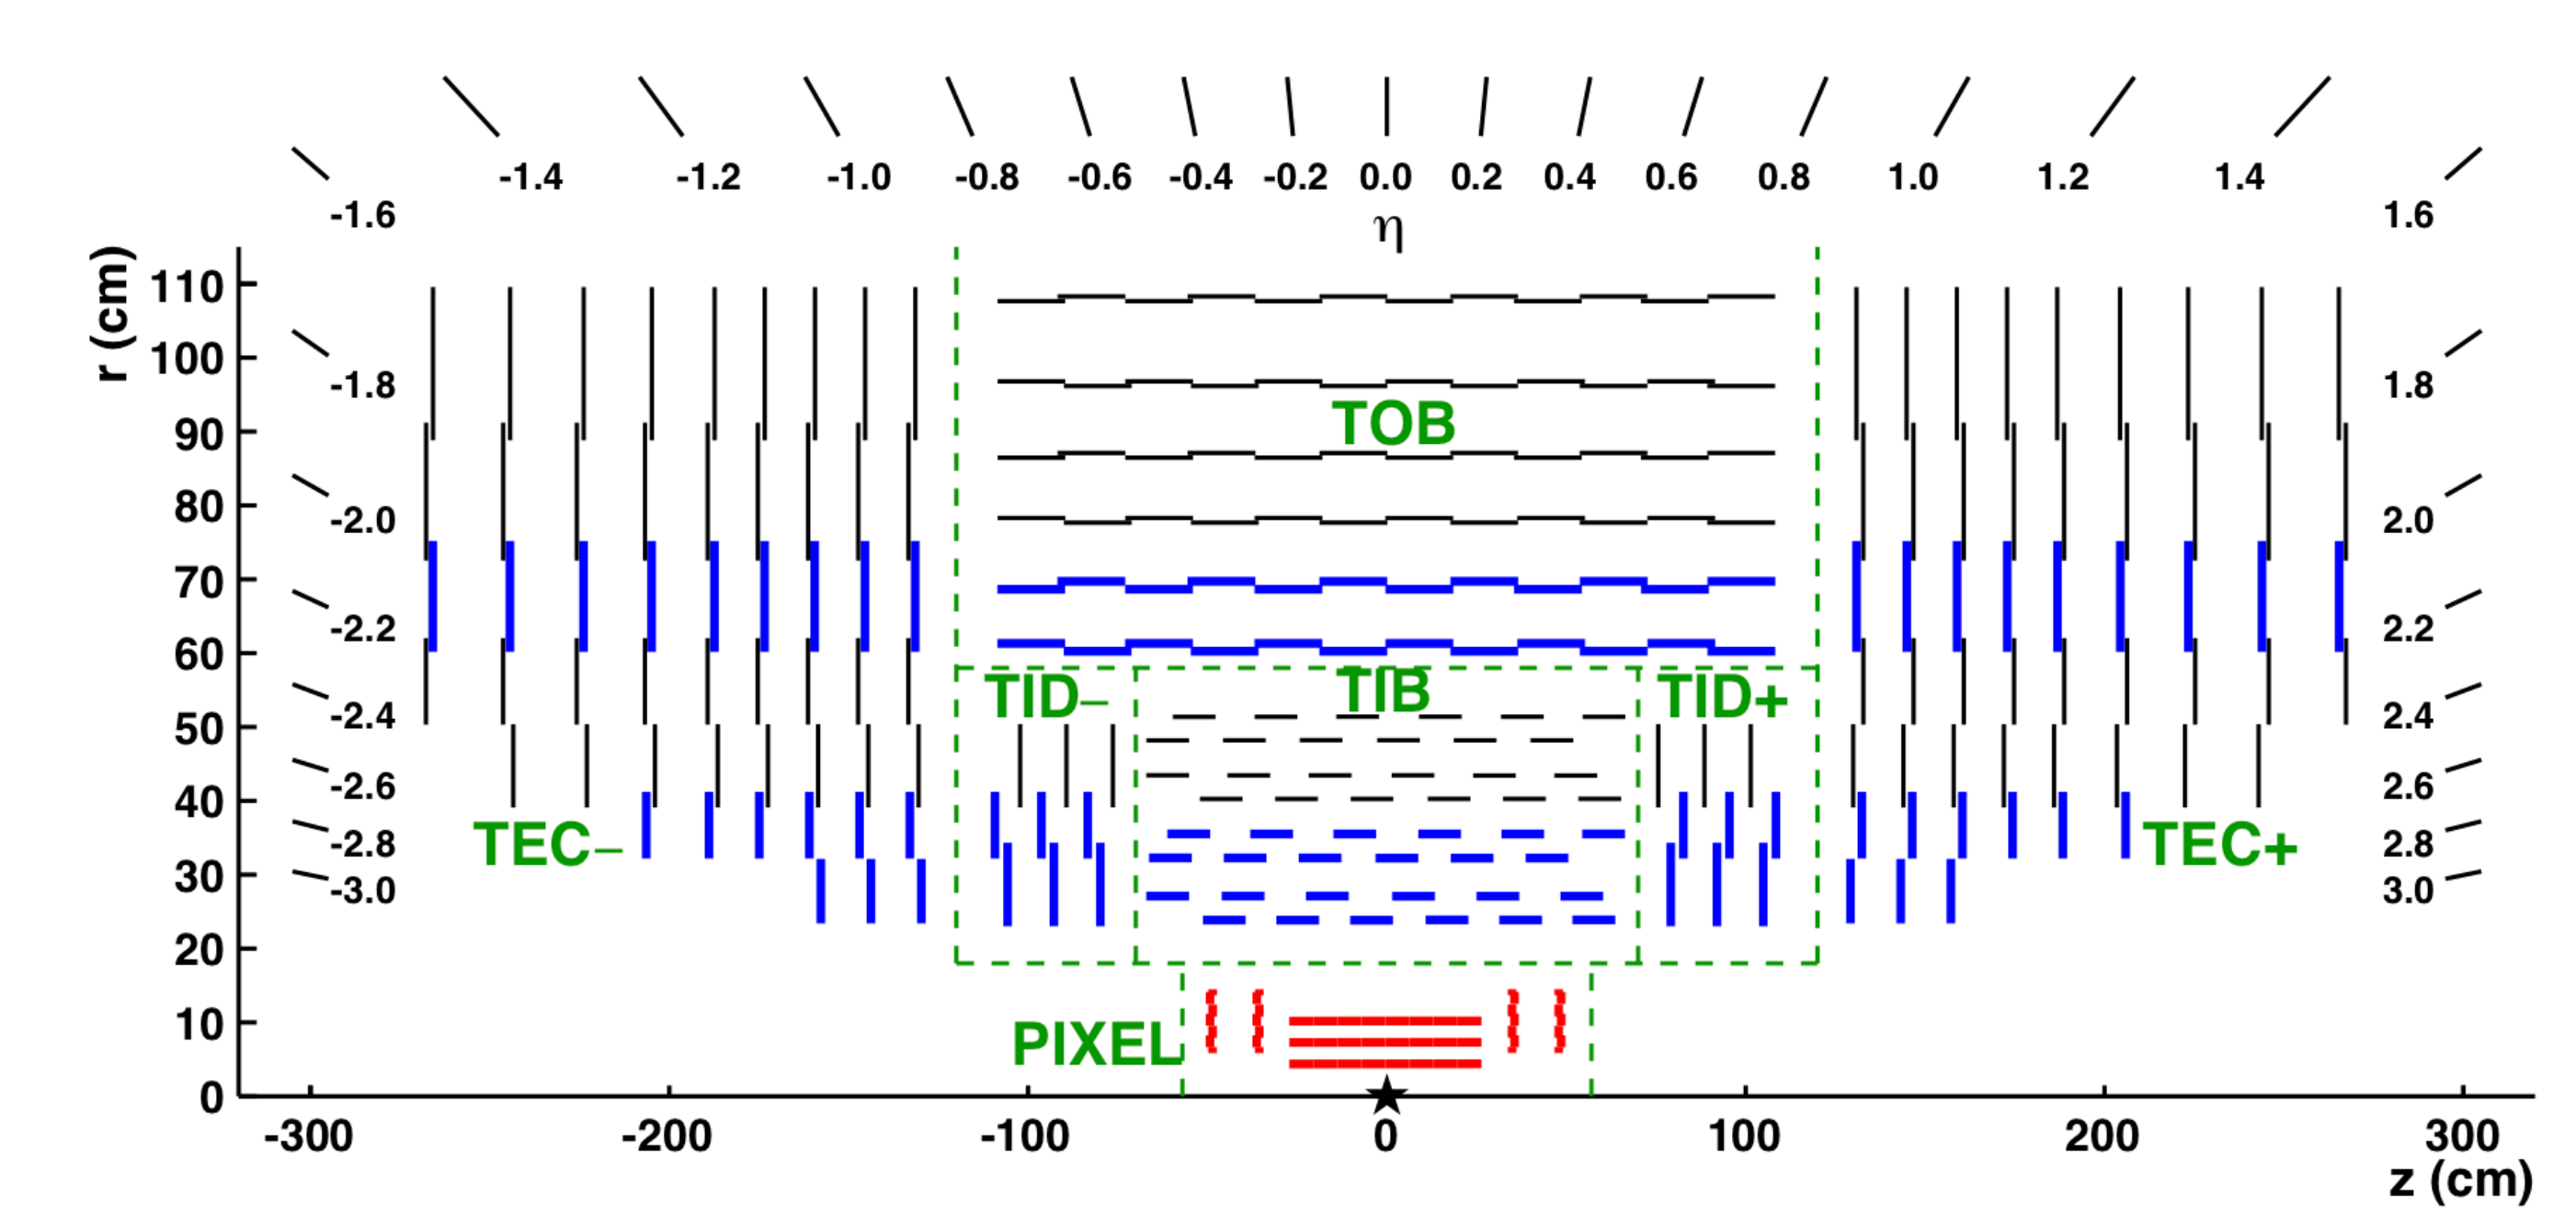 -1.4 -1.2 -1.0 -0.8 -0.6 -0.4 -0.2 0.0 0.2 0.4 0.6 0.8 1.0 1.2 1.4
-1.6 η 1.6
r (cm)
110
100
-1.8 1.8
90 TOB
80 -2.0 2.0
70
-2.2 2.2
60
TID– TIB TID+
50 -2.4 2.4
-2.6 2.6
40
TEC– -2.8 2.8 TEC+
30 -3.0 3.0
20
10 PIXEL
0
-300 -200 -100 0 100 200 300
z (cm)